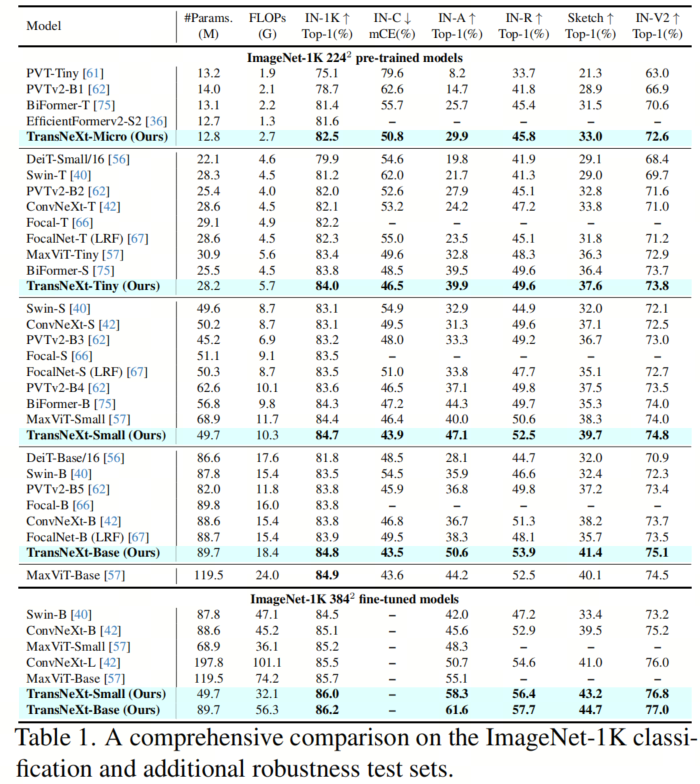 Model #Params. (M) FLOPs (G) IN-1K ↑ Top-1(%) IN-C ↓ mCE(%) IN-A ↑ Top-1(%) IN-R ↑ Top-1(%) Sketch ↑ Top-1(%) IN-V2 ↑ Top-1(%)
ImageNet-1K 224² pre-trained models
PVT-Tiny [61] 13.2 1.9 75.1 79.6 8.2 33.7 21.3 63.0
PVTv2-B1 [62] 14.0 2.1 78.7 62.6 14.7 41.8 28.9 66.9
BiFormer-T [75] 13.1 2.2 81.4 55.7 25.7 45.4 31.5 70.6
EfficientFormerv2-S2 [36] 12.7 1.3 81.6 – – – – –
TransNeXt-Micro (Ours) 12.8 2.7 82.5 50.8 29.9 45.8 33.0 72.6
DeiT-Small/16 [56] 22.1 4.6 79.9 54.6 19.8 41.9 29.1 68.4
Swin-T [40] 28.3 4.5 81.2 62.0 21.7 41.3 29.0 69.7
PVTv2-B2 [62] 25.4 4.0 82.0 52.6 27.9 45.1 32.8 71.6
ConvNeXt-T [42] 28.6 4.5 82.1 53.2 24.2 47.2 33.8 71.0
Focal-T [66] 29.1 4.9 82.2 – – – – –
FocalNet-T (LRF) [67] 28.6 4.5 82.3 55.0 23.5 45.1 31.8 71.2
MaxViT-Tiny [57] 30.9 5.6 83.4 49.6 32.8 48.3 36.3 72.9
BiFormer-S [75] 25.5 4.5 83.8 48.5 39.5 49.6 36.4 73.7
TransNeXt-Tiny (Ours) 28.2 5.7 84.0 46.5 39.9 49.6 37.6 73.8
Swin-S [40] 49.6 8.7 83.1 54.9 32.9 44.9 32.0 72.1
ConvNeXt-S [42] 50.2 8.7 83.1 49.5 31.3 49.6 37.1 72.5
PVTv2-B3 [62] 45.2 6.9 83.2 48.0 33.3 49.2 36.7 73.0
Focal-S [66] 51.1 9.1 83.5 – – – – –
FocalNet-S (LRF) [67] 50.3 8.7 83.5 51.0 33.8 47.7 35.1 72.7
PVTv2-B4 [62] 62.6 10.1 83.6 46.5 37.1 49.8 37.5 73.5
BiFormer-B [75] 56.8 9.8 84.3 47.2 44.3 49.7 35.3 74.0
MaxViT-Small [57] 68.9 11.7 84.4 46.4 40.0 50.6 38.3 74.0
TransNeXt-Small (Ours) 49.7 10.3 84.7 43.9 47.1 52.5 39.7 74.8
DeiT-Base/16 [56] 86.6 17.6 81.8 48.5 28.1 44.7 32.0 70.9
Swin-B [40] 87.8 15.4 83.5 54.5 35.9 46.6 32.4 72.3
PVTv2-B5 [62] 82.0 11.8 83.8 45.9 36.8 49.8 37.2 73.4
Focal-B [66] 89.8 16.0 83.8 – – – – –
ConvNeXt-B [42] 88.6 15.4 83.8 46.8 36.7 51.3 38.2 73.7
FocalNet-B (LRF) [67] 88.7 15.4 83.9 49.5 38.3 48.1 35.7 73.5
TransNeXt-Base (Ours) 89.7 18.4 84.8 43.5 50.6 53.9 41.4 75.1
MaxViT-Base [57] 119.5 24.0 84.9 43.6 44.2 52.5 40.1 74.5
ImageNet-1K 384² fine-tuned models
Swin-B [40] 87.8 47.1 84.5 – 42.0 47.2 33.4 73.2
ConvNeXt-B [42] 88.6 45.2 85.1 – 45.6 52.9 39.5 75.2
MaxViT-Small [57] 68.9 36.1 85.2 – 48.3
ConvNeXt-L [42] 197.8 101.1 85.5 – 50.7 54.6 41.0 76.0
MaxViT-Base [57] 119.5 74.2 85.7 – 55.1
TransNeXt-Small (Ours) 49.7 32.1 86.0 – 58.3 56.4 43.2 76.8
TransNeXt-Base (Ours) 89.7 56.3 86.2 – 61.6 57.7 44.7 77.0
Table 1. A comprehensive comparison on the ImageNet-1K classi-
fication and additional robustness test sets.